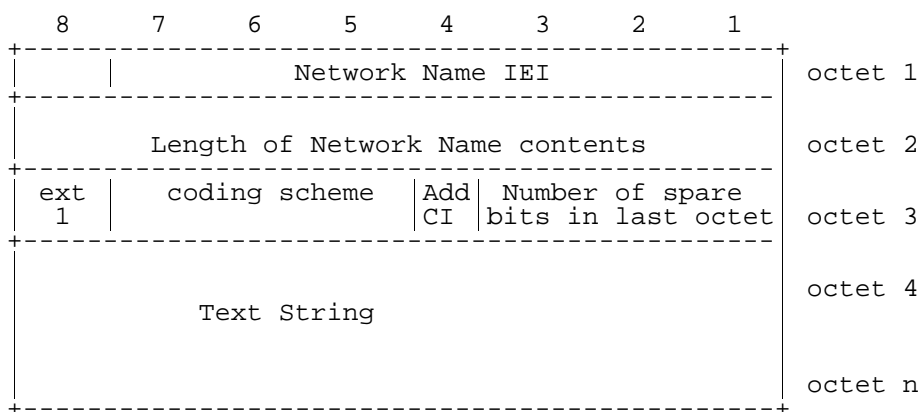 8 7 6 5 4 3 2 1
Network Name IEI octet 1
Length of Network Name contents octet 2
ext coding scheme Add Number of spare
1 CI bits in last octet octet 3
octet 4
Text String
octet n